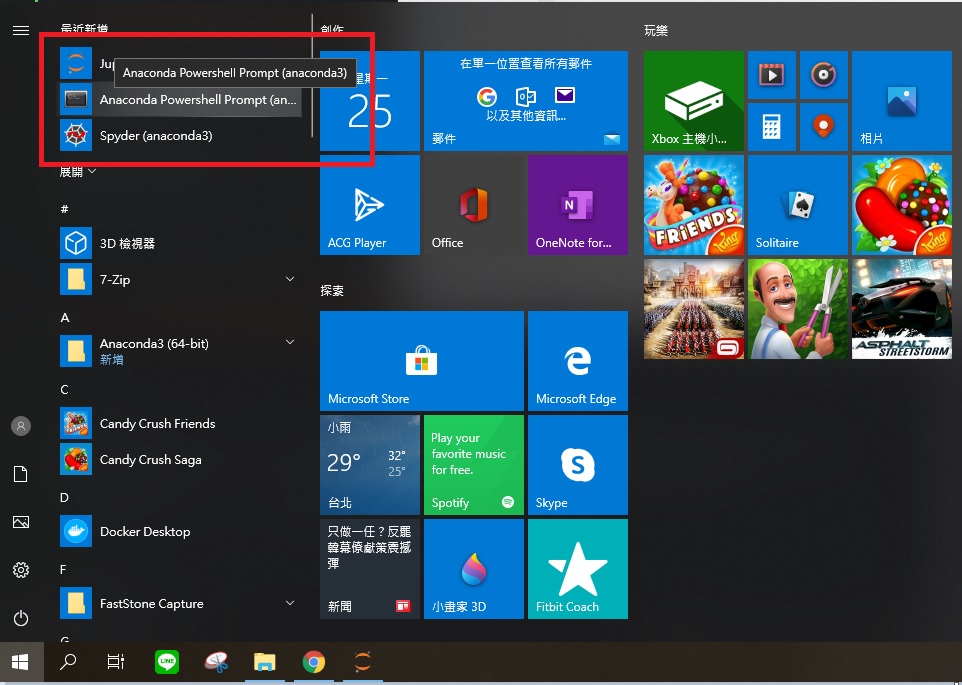 最近新增
Jup
Anaconda Powershell Prompt (anaconda3)
Anaconda Powershell Prompt (an...
Spyder (anaconda3)
展開
#
3D 檢視器
7-Zip
A
Anaconda3 (64-bit)
新增
C
Candy Crush Friends
Candy Crush Saga
D
Docker Desktop
F
FastStone Capture
G
創作
星期一
25
在單一位置查看所有郵件
以及其他資訊...
郵件
ACG Player
Office
OneNote for...
探索
Microsoft Store
Microsoft Edge
小雨
29°
32°
25°
台北
Play your
favorite music
for free.
Spotify
Skype
只做一任？反罷
韓幕僚獻策震撼
彈
新聞
小畫家 3D
Fitbit Coach
玩樂
Xbox 主機小...
相片
FRiENDS
King
Solitaire
King
ASPHALT
STREETSTORM
LINE